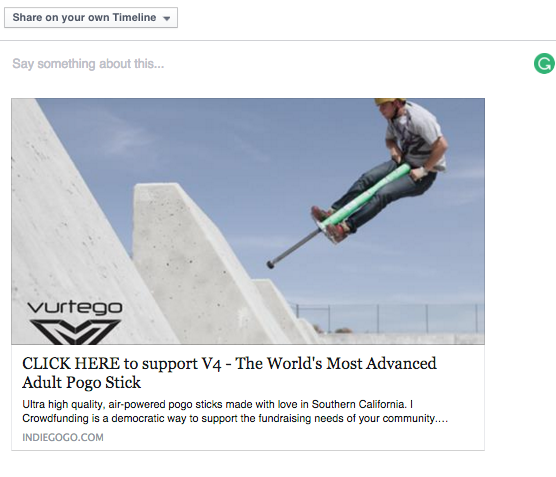 Share on your own Timeline
Say something about this...
vurtego
CLICK HERE to support V4 - The World's Most Advanced
Adult Pogo Stick
Ultra high quality, air-powered pogo sticks made with love in Southern California. I
Crowdfunding is a democratic way to support the fundraising needs of your community....
INDIEGOGO.COM